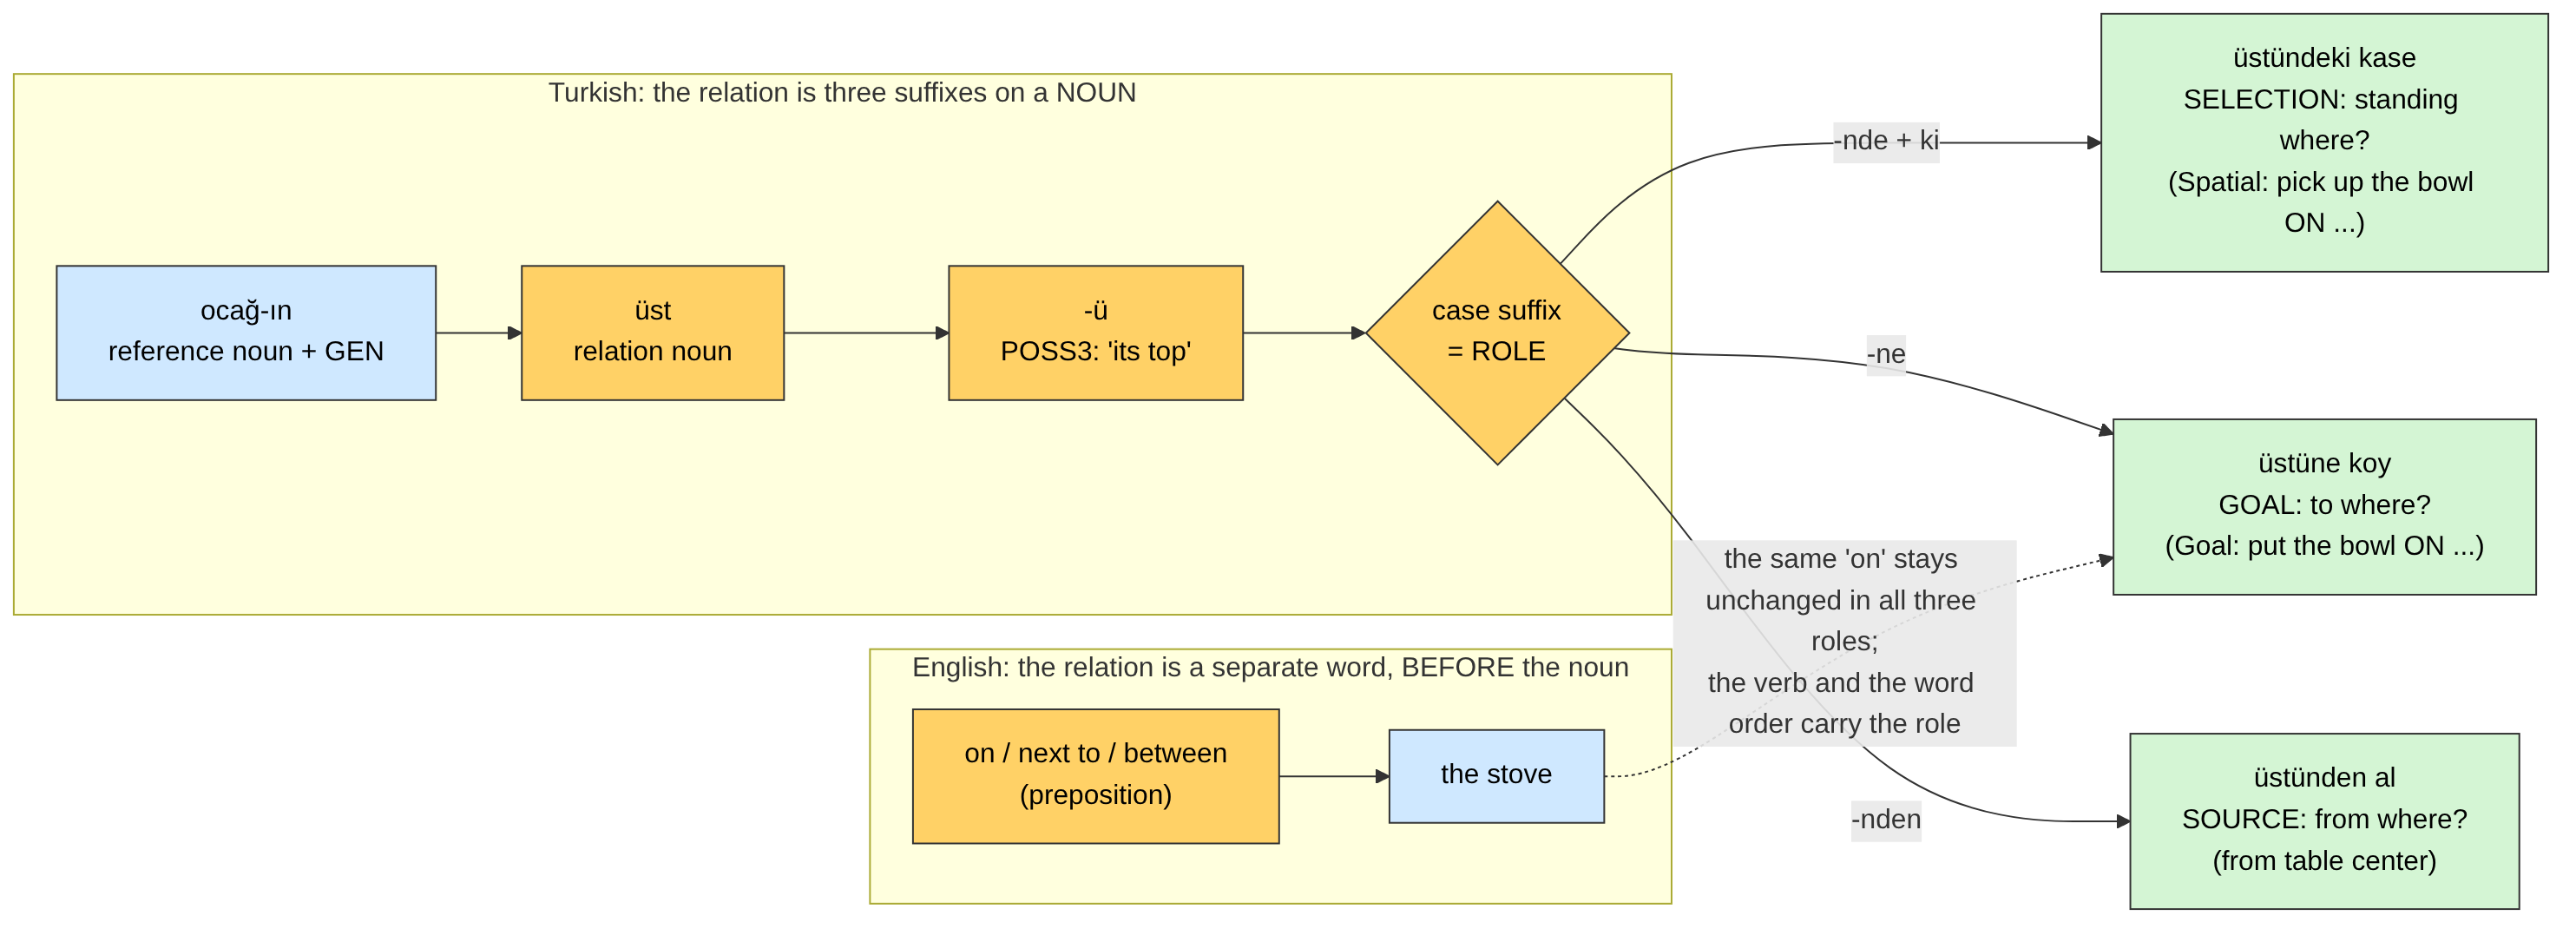 Turkish: the relation is three suffixes on a NOUN
ocağ-ın
reference noun + GEN
üst
relation noun
-ü
POSS3: 'its top'
case suffix
= ROLE
-nde + ki
üstündeki kase
SELECTION: standing
where?
(Spatial: pick up the bowl
ON ...)
-ne
üstüne koy
GOAL: to where?
(Goal: put the bowl ON ...)
the same 'on' stays
unchanged in all three
roles;
the verb and the word
order carry the role
English: the relation is a separate word, BEFORE the noun
on / next to / between
(preposition)
the stove
-nden
üstünden al
SOURCE: from where?
(from table center)